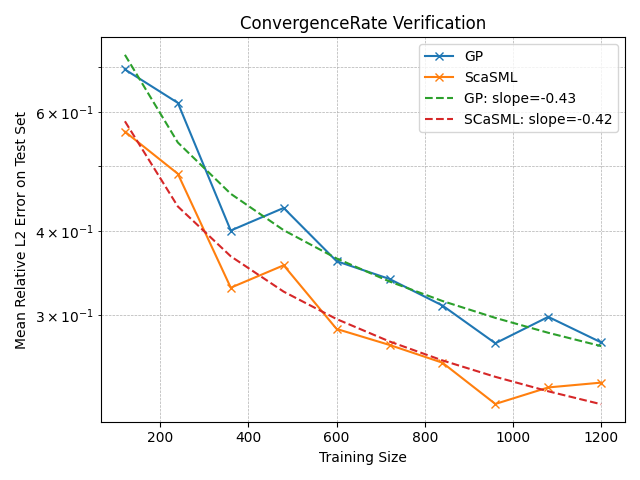 ConvergenceRate Verification
GP
ScaSML
GP: slope=-0.43
SCaSML: slope=-0.42
Mean Relative L2 Error on Test Set
6 × 10⁻¹
4 × 10⁻¹
3 × 10⁻¹
200 400 600 800 1000 1200
Training Size